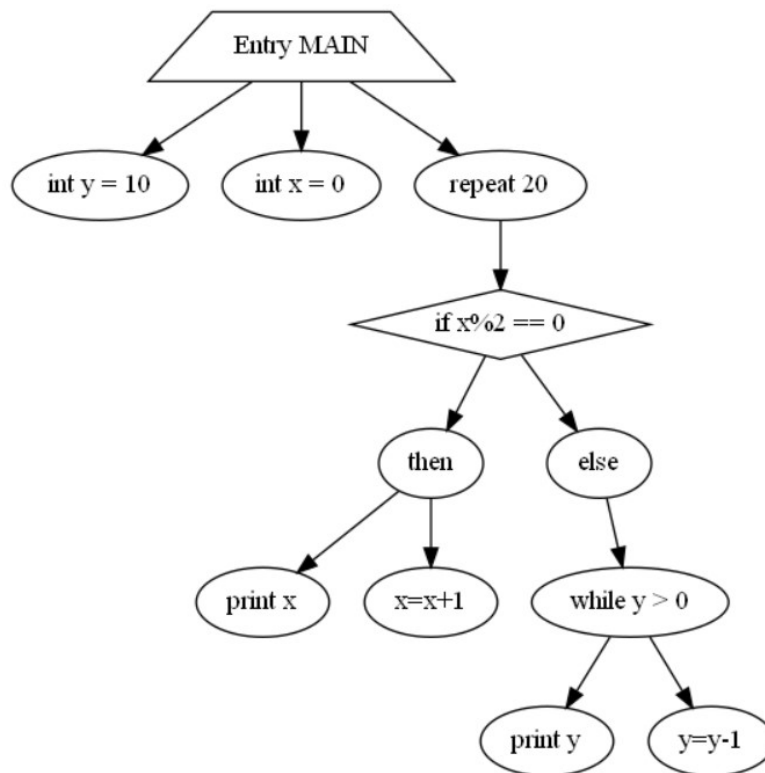 Entry MAIN
int y = 10
int x = 0
repeat 20
if x%2 == 0
then
else
print x
x=x+1
while y > 0
print y
y=y-1